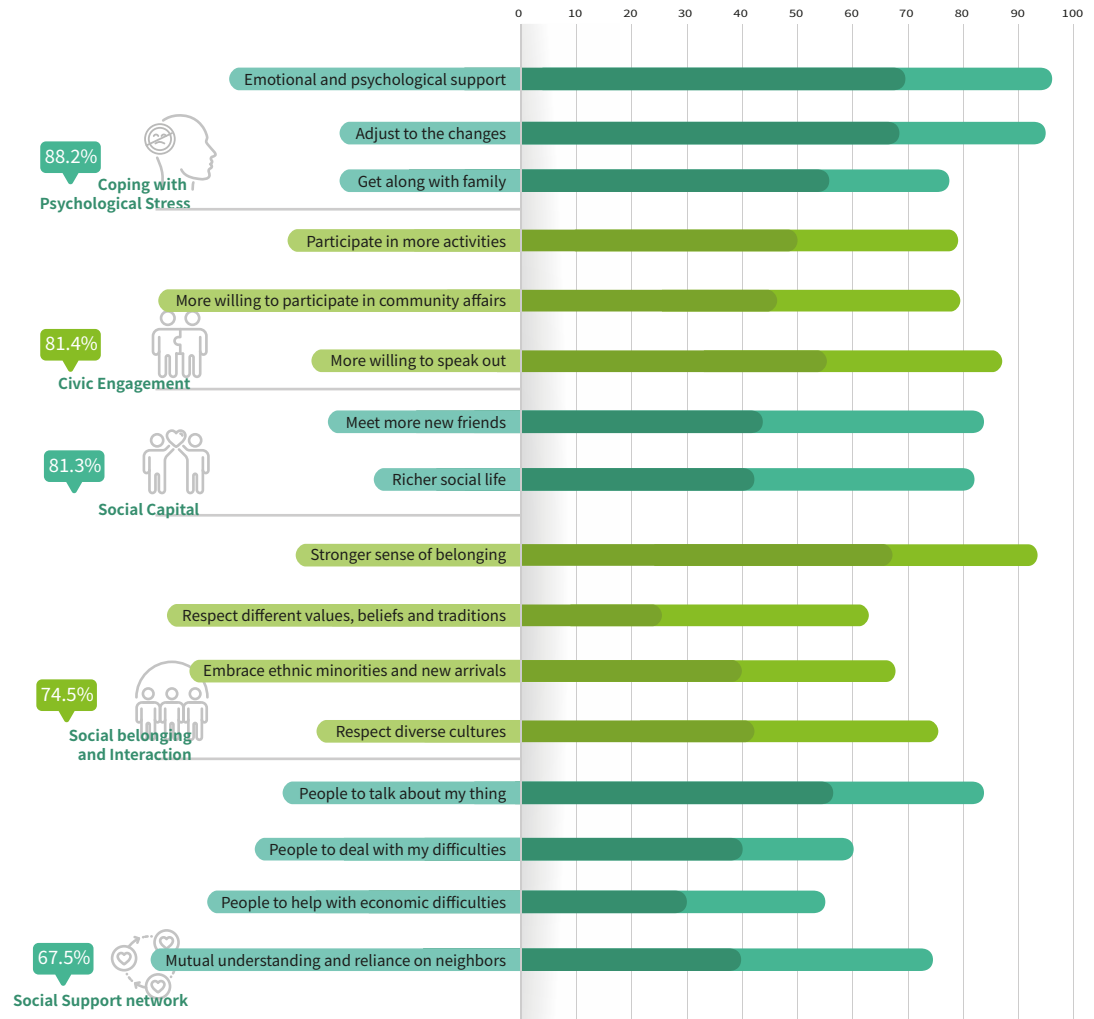 0 10 20 30 40 50 60 70 80 90 100
Emotional and psychological support
Adjust to the changes
88.2%
Get along with family
Coping with
Psychological Stress
Participate in more activities
More willing to participate in community affairs
81.4%
More willing to speak out
Civic Engagement
Meet more new friends
81.3%
Richer social life
Social Capital
Stronger sense of belonging
Respect different values, beliefs and traditions
Embrace ethnic minorities and new arrivals
74.5%
Respect diverse cultures
Social belonging
and Interaction
People to talk about my thing
People to deal with my difficulties
People to help with economic difficulties
67.5%
Mutual understanding and reliance on neighbors
Social Support network